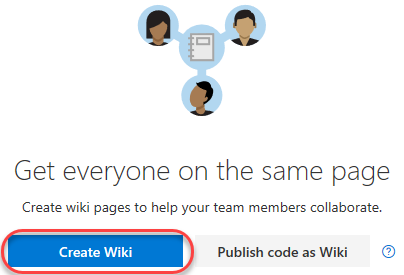 Get everyone on the same page
Create wiki pages to help your team members collaborate.
Create Wiki
Publish code as Wiki
?